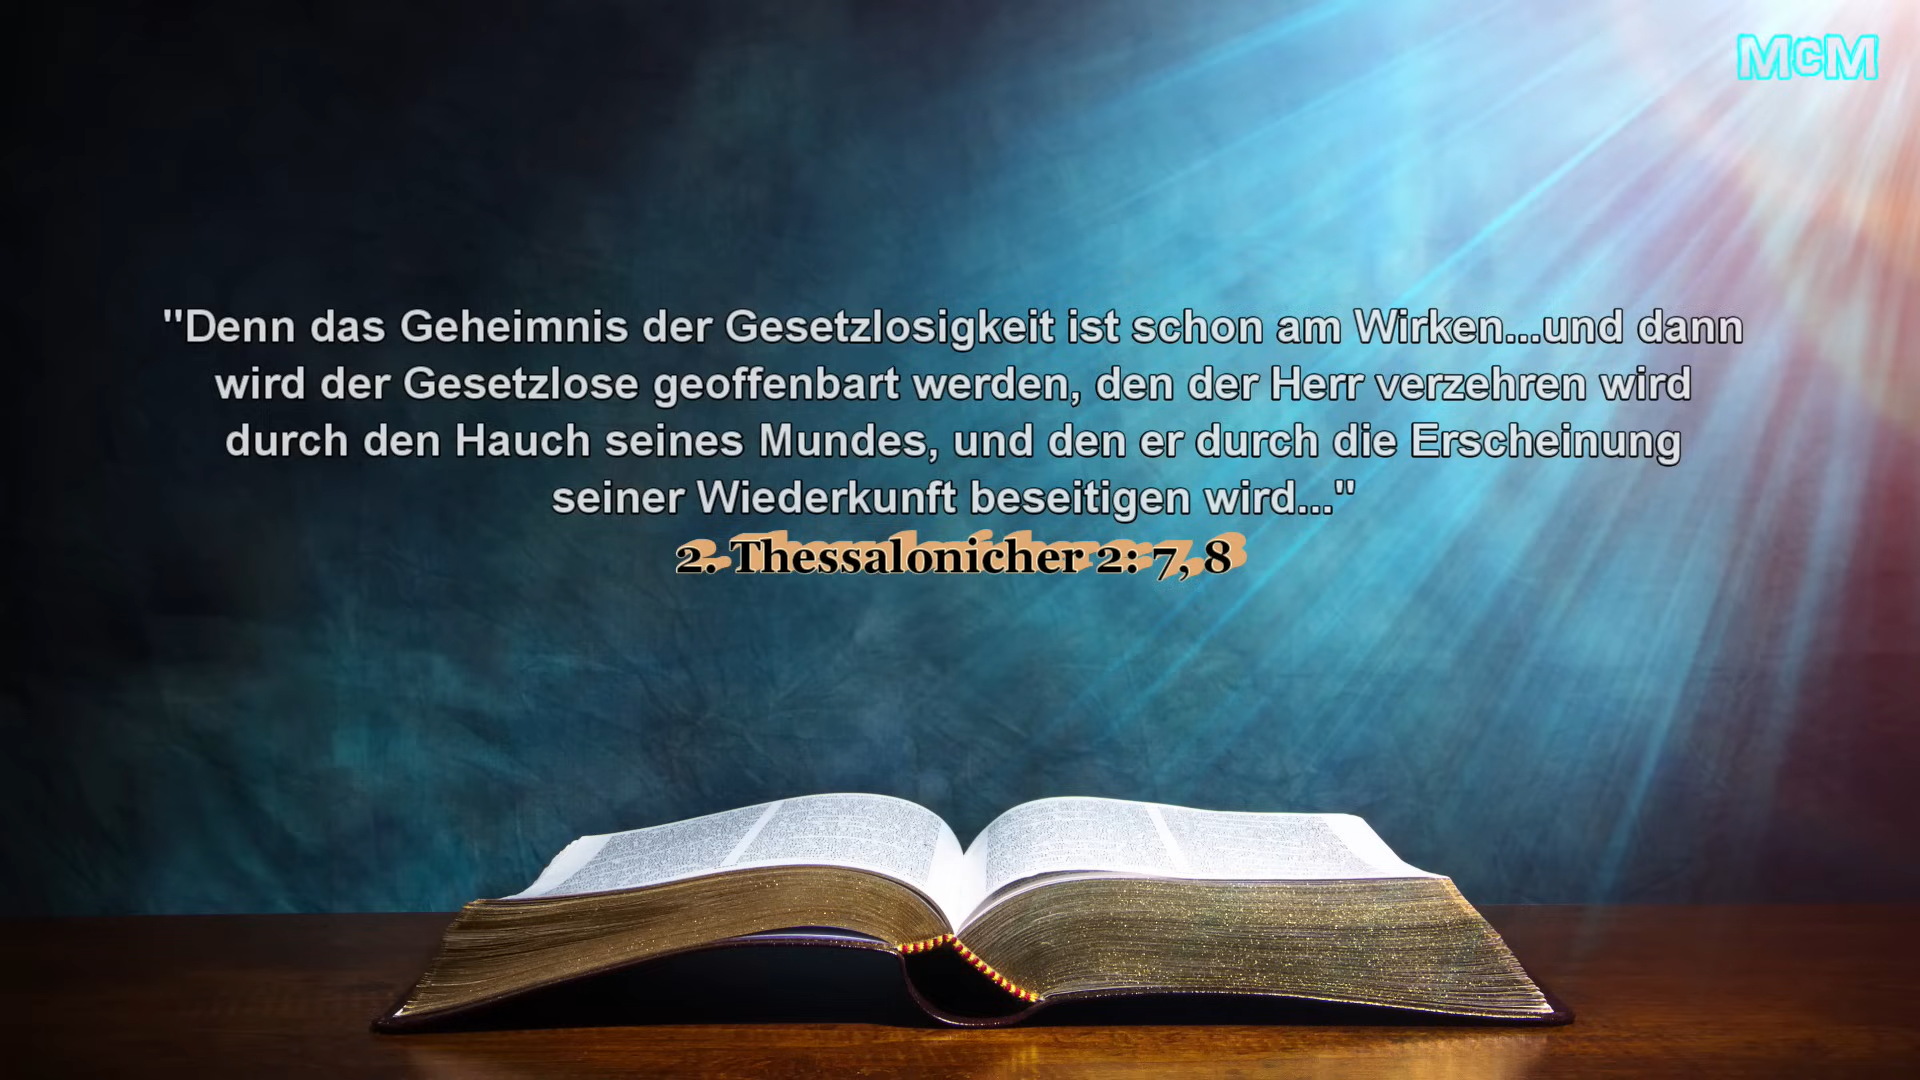 McM
"Denn das Geheimnis der Gesetzlosigkeit ist schon am Wirken...und dann
wird der Gesetzlose geoffenbart werden, den der Herr verzehren wird
durch den Hauch seines Mundes, und den er durch die Erscheinung
seiner Wiederkunft beseitigen wird..."
2. Thessalonicher 2: 7, 8